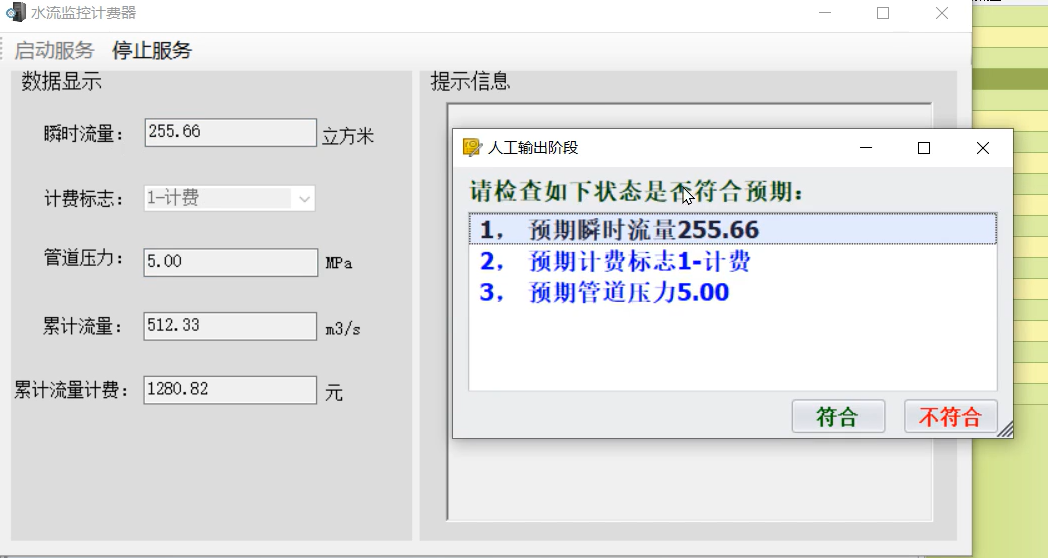 水流监控计费器
启动服务 停止服务
数据显示
瞬时流量： 255.66 立方米
计费标志： 1-计费
管道压力： 5.00 MPa
累计流量： 512.33 m3/s
累计流量计费： 1280.82 元
提示信息
人工输出阶段
请检查如下状态是否符合预期：
1， 预期瞬时流量255.66
2， 预期计费标志1-计费
3， 预期管道压力5.00
符合 不符合